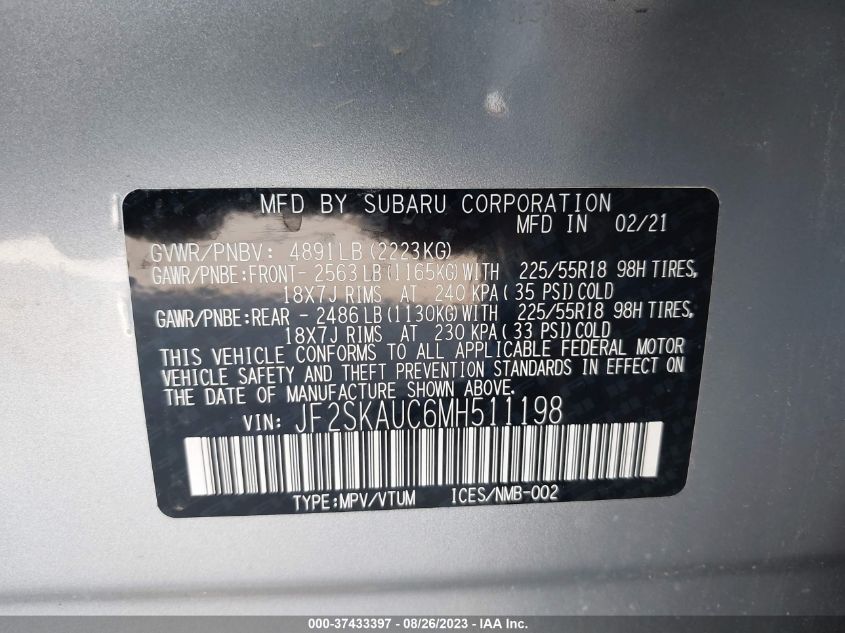 MFD BY SUBARU CORPORATION
MFD IN 02/21
GVWR/PNBV: 4891LB(2223KG)
GAWR/PNBE:FRONT- 2563LB(1165KG)WITH 225/55R18 98H TIRES,
18X7J RIMS AT 240 KPA( 35 PSI)COLD
GAWR/PNBE:REAR - 2486LB(1130KG)WITH 225/55R18 98H TIRES,
18X7J RIMS AT 230 KPA( 33 PSI)COLD
THIS VEHICLE CONFORMS TO ALL APPLICABLE FEDERAL MOTOR
VEHICLE SAFETY AND THEFT PREVENTION STANDARDS IN EFFECT ON
THE DATE OF MANUFACTURE SHOWN ABOVE.
VIN: JF2SKAUC6MH511198
TYPE:MPV/VTUM ICES/NMB-002
000-37433397 - 08/26/2023 - IAA Inc.